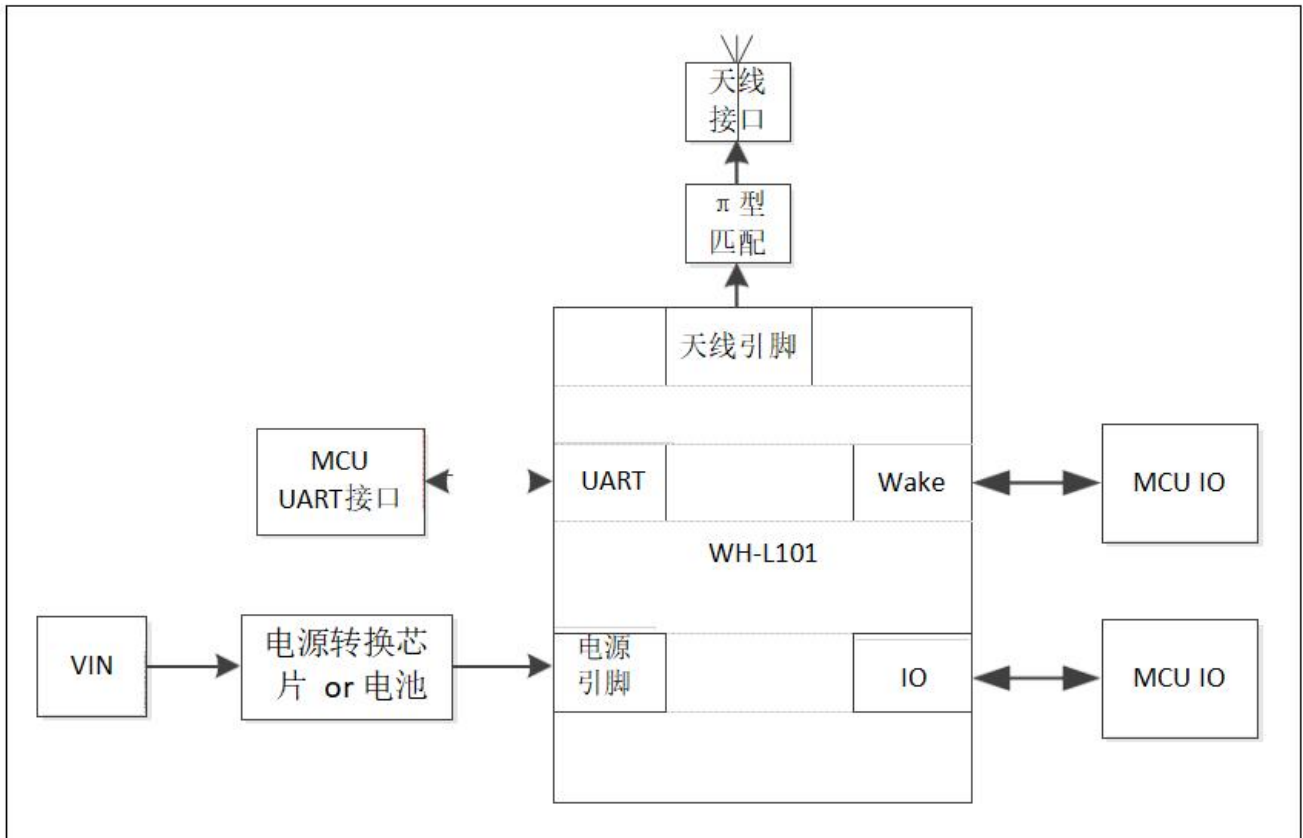 天线
接口
π型
匹配
天线引脚
MCU
UART接口
UART
Wake
MCU IO
WH-L101
VIN
电源转换芯
片 or 电池
电源
引脚
IO
MCU IO